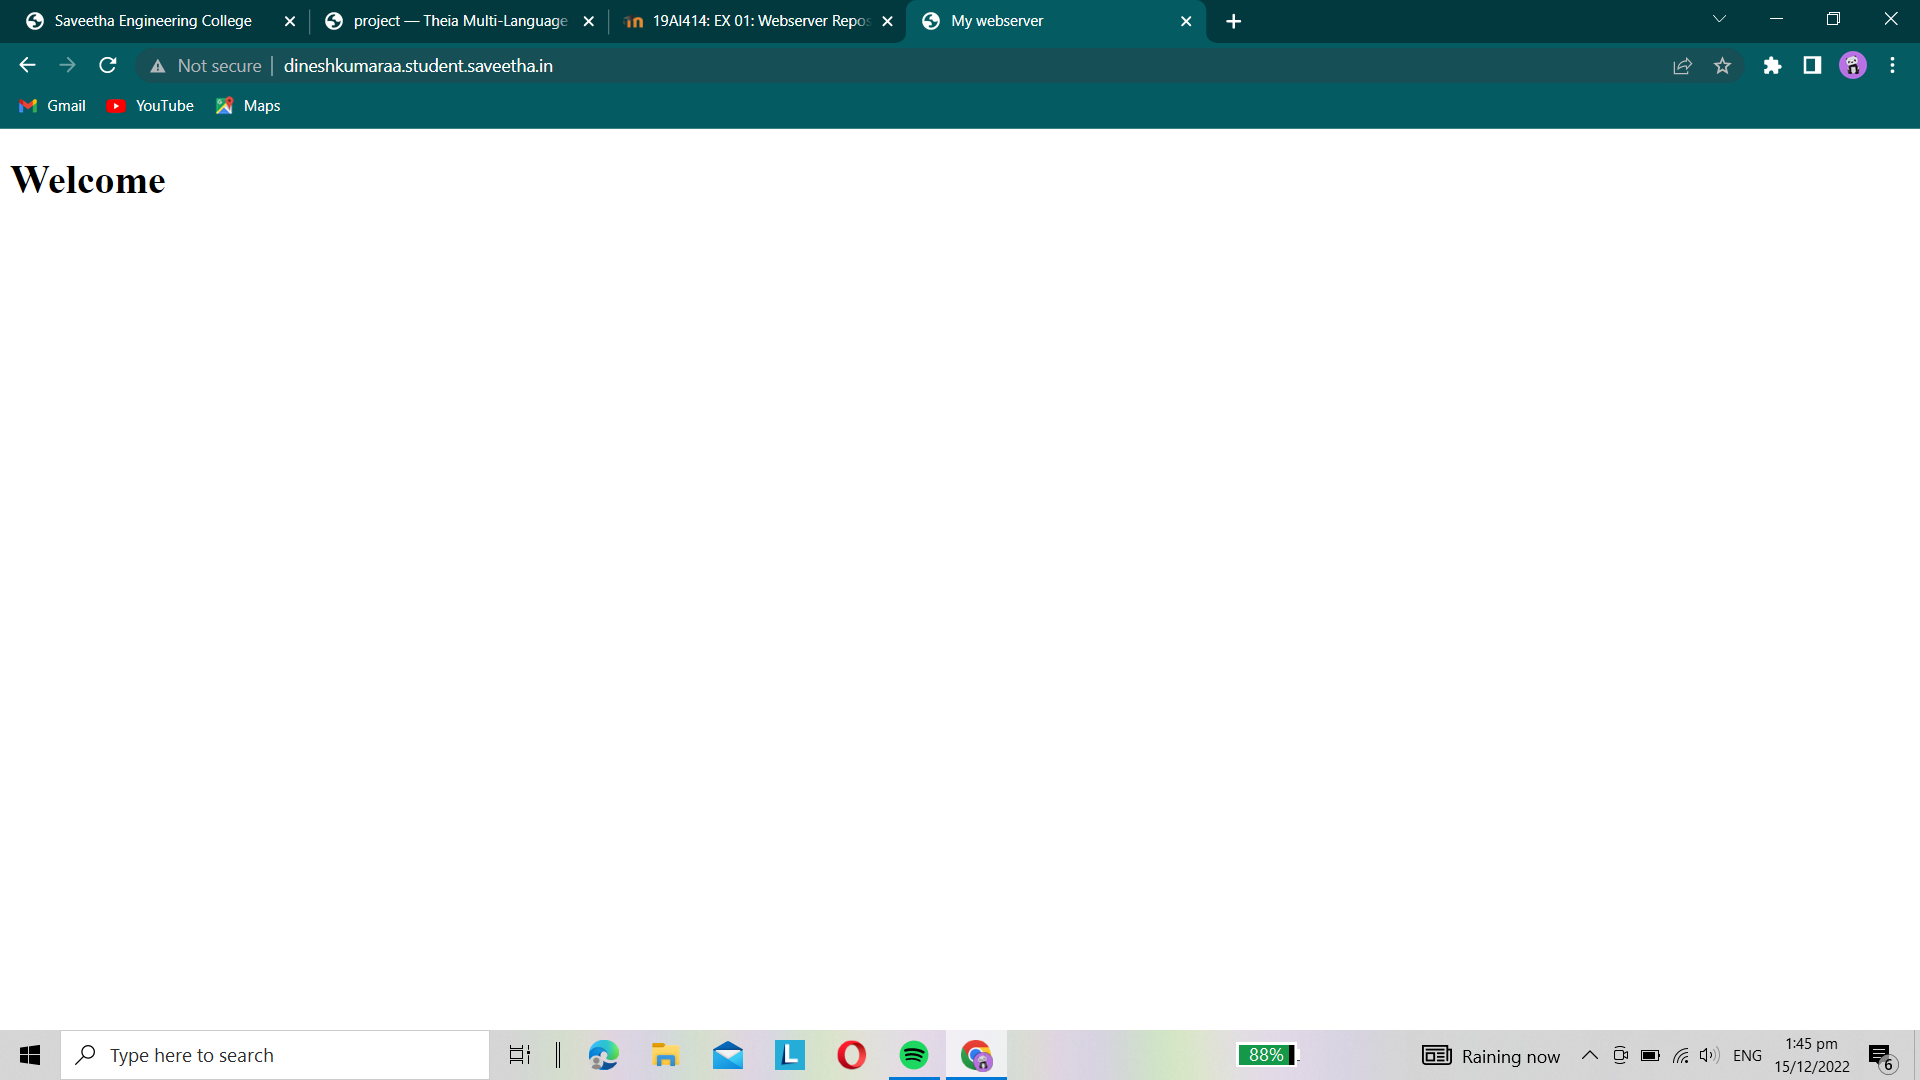 Saveetha Engineering College
project — Theia Multi-Language
19AI414: EX 01: Webserver Repos
My webserver
Not secure
dineshkumaraa.student.saveetha.in
Gmail
YouTube
Maps
Welcome
Type here to search
88%
Raining now
ENG
1:45 pm
15/12/2022
6